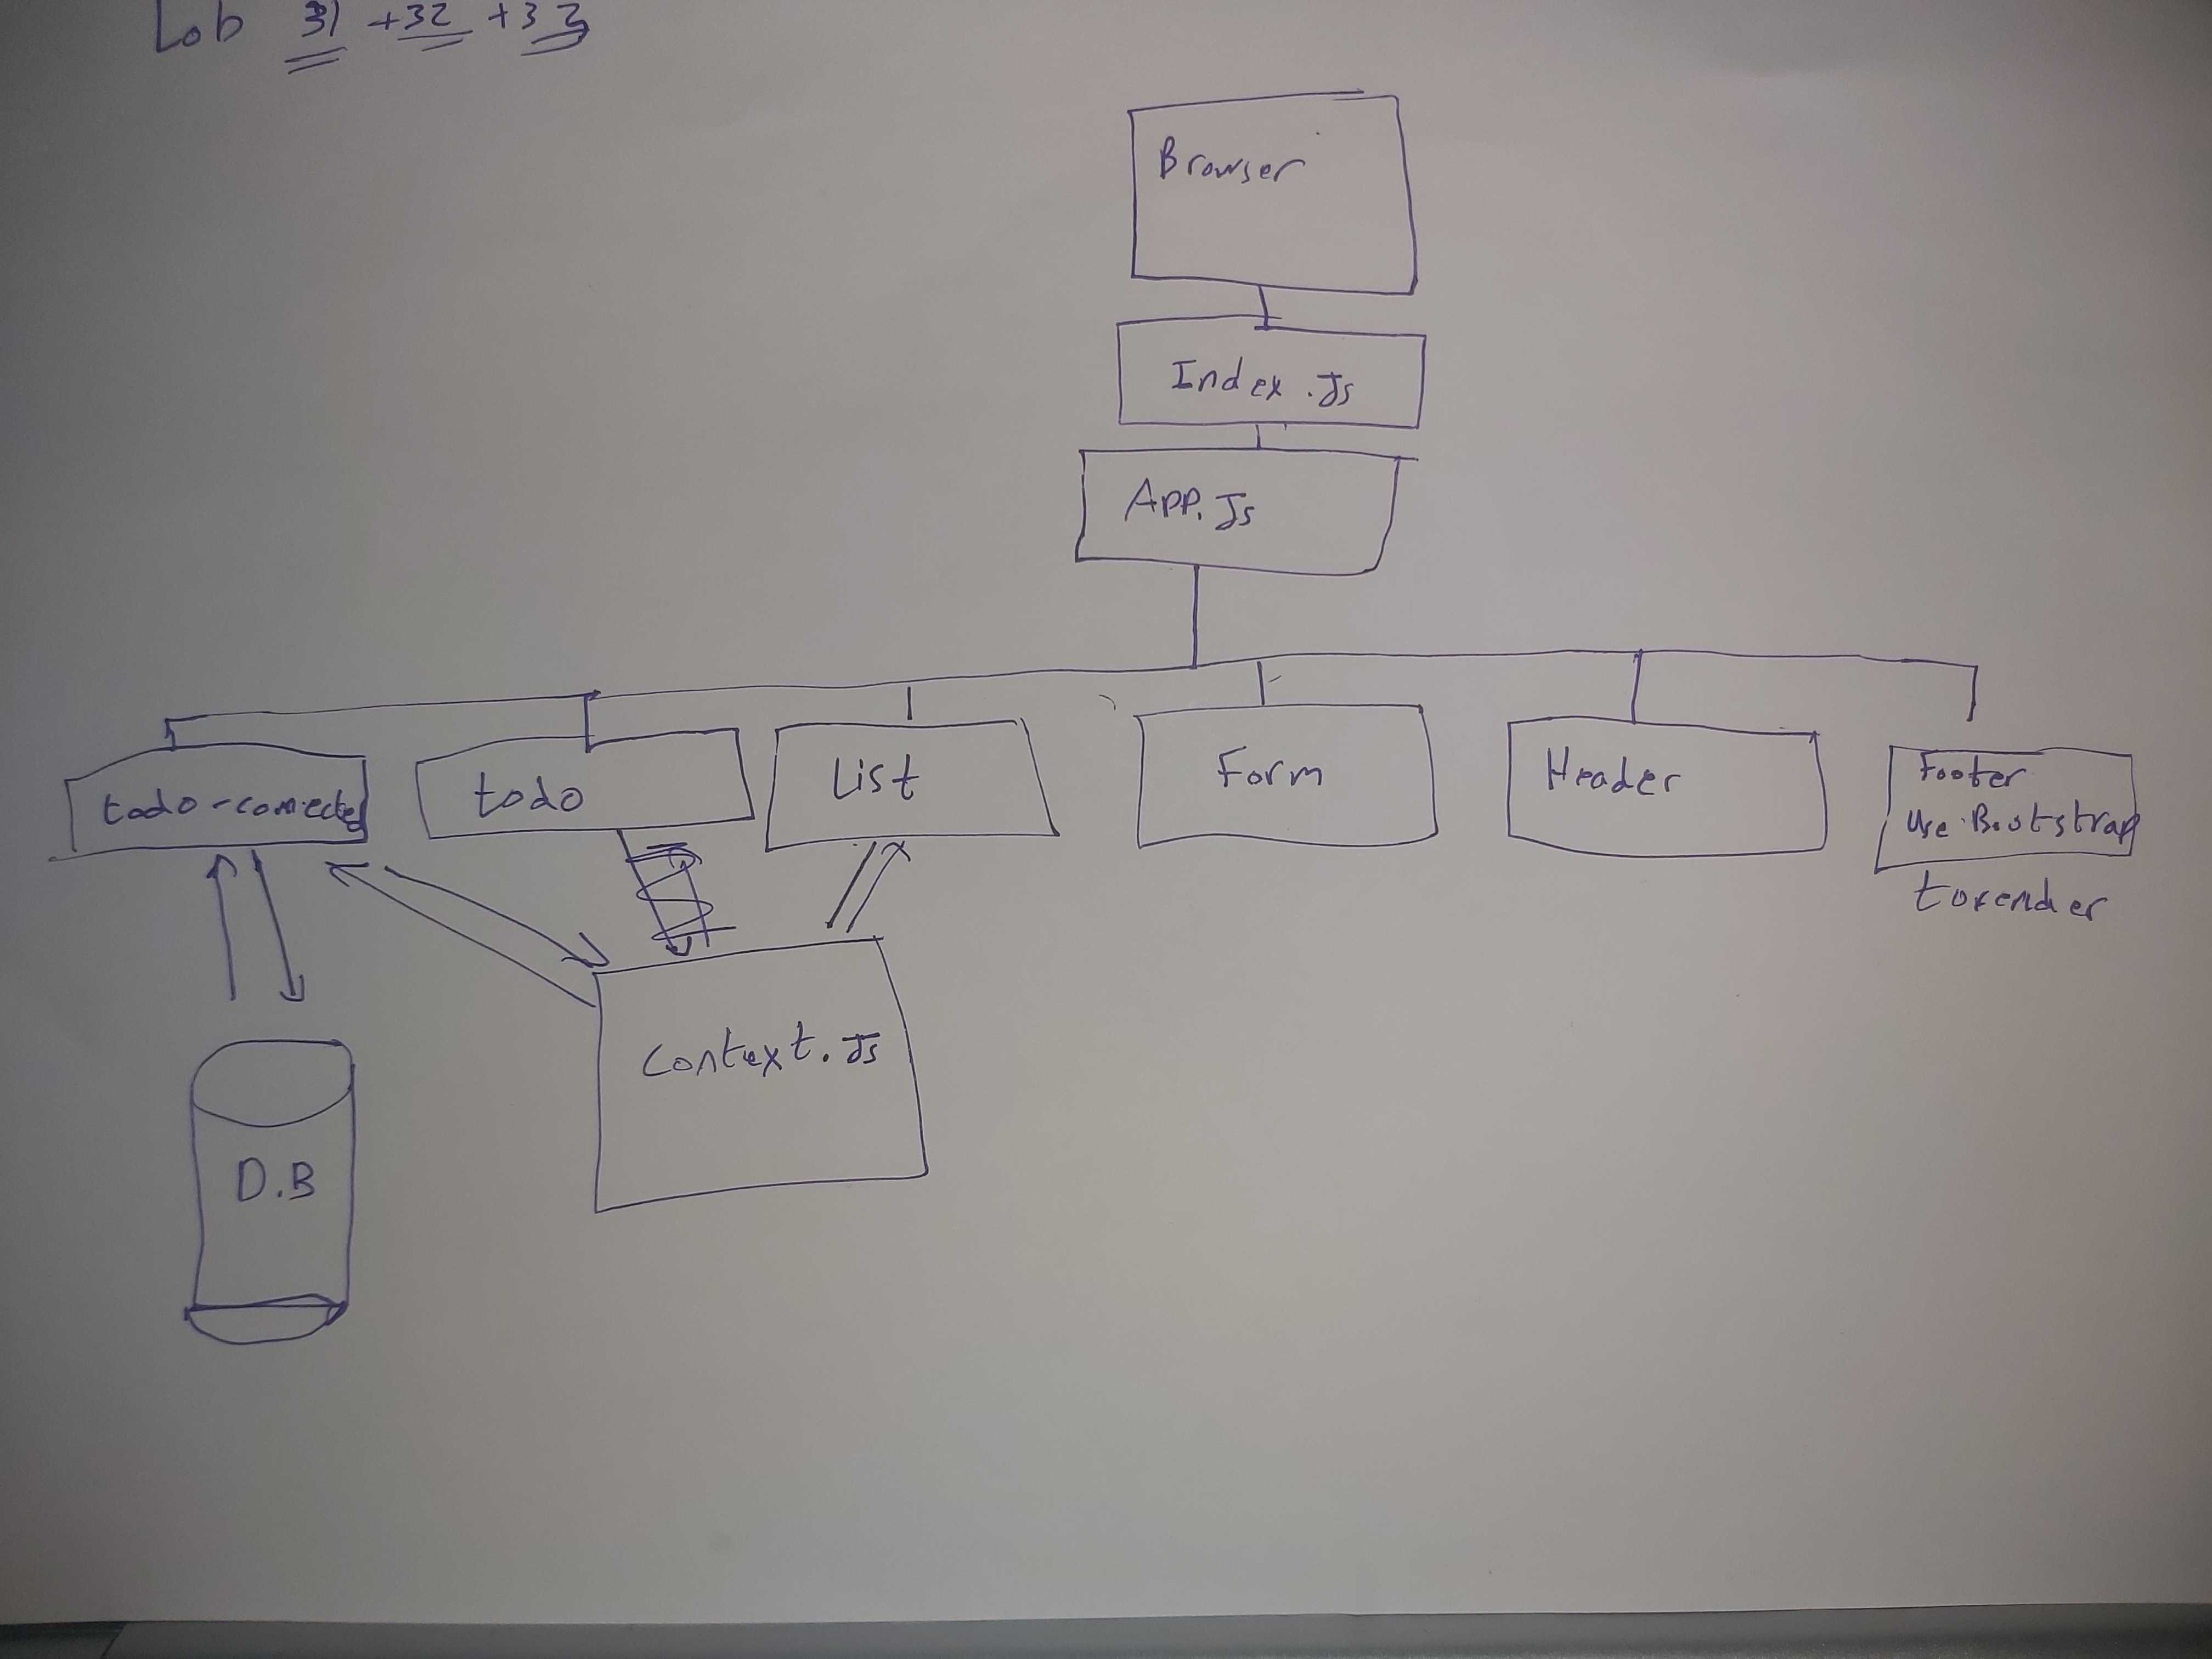 Lab 31 +32 +33
Browser
Index.Js
App.Js
todo-connected
todo
List
Form
Header
Footer
Use Bootstrap
to render
Context.Js
D.B